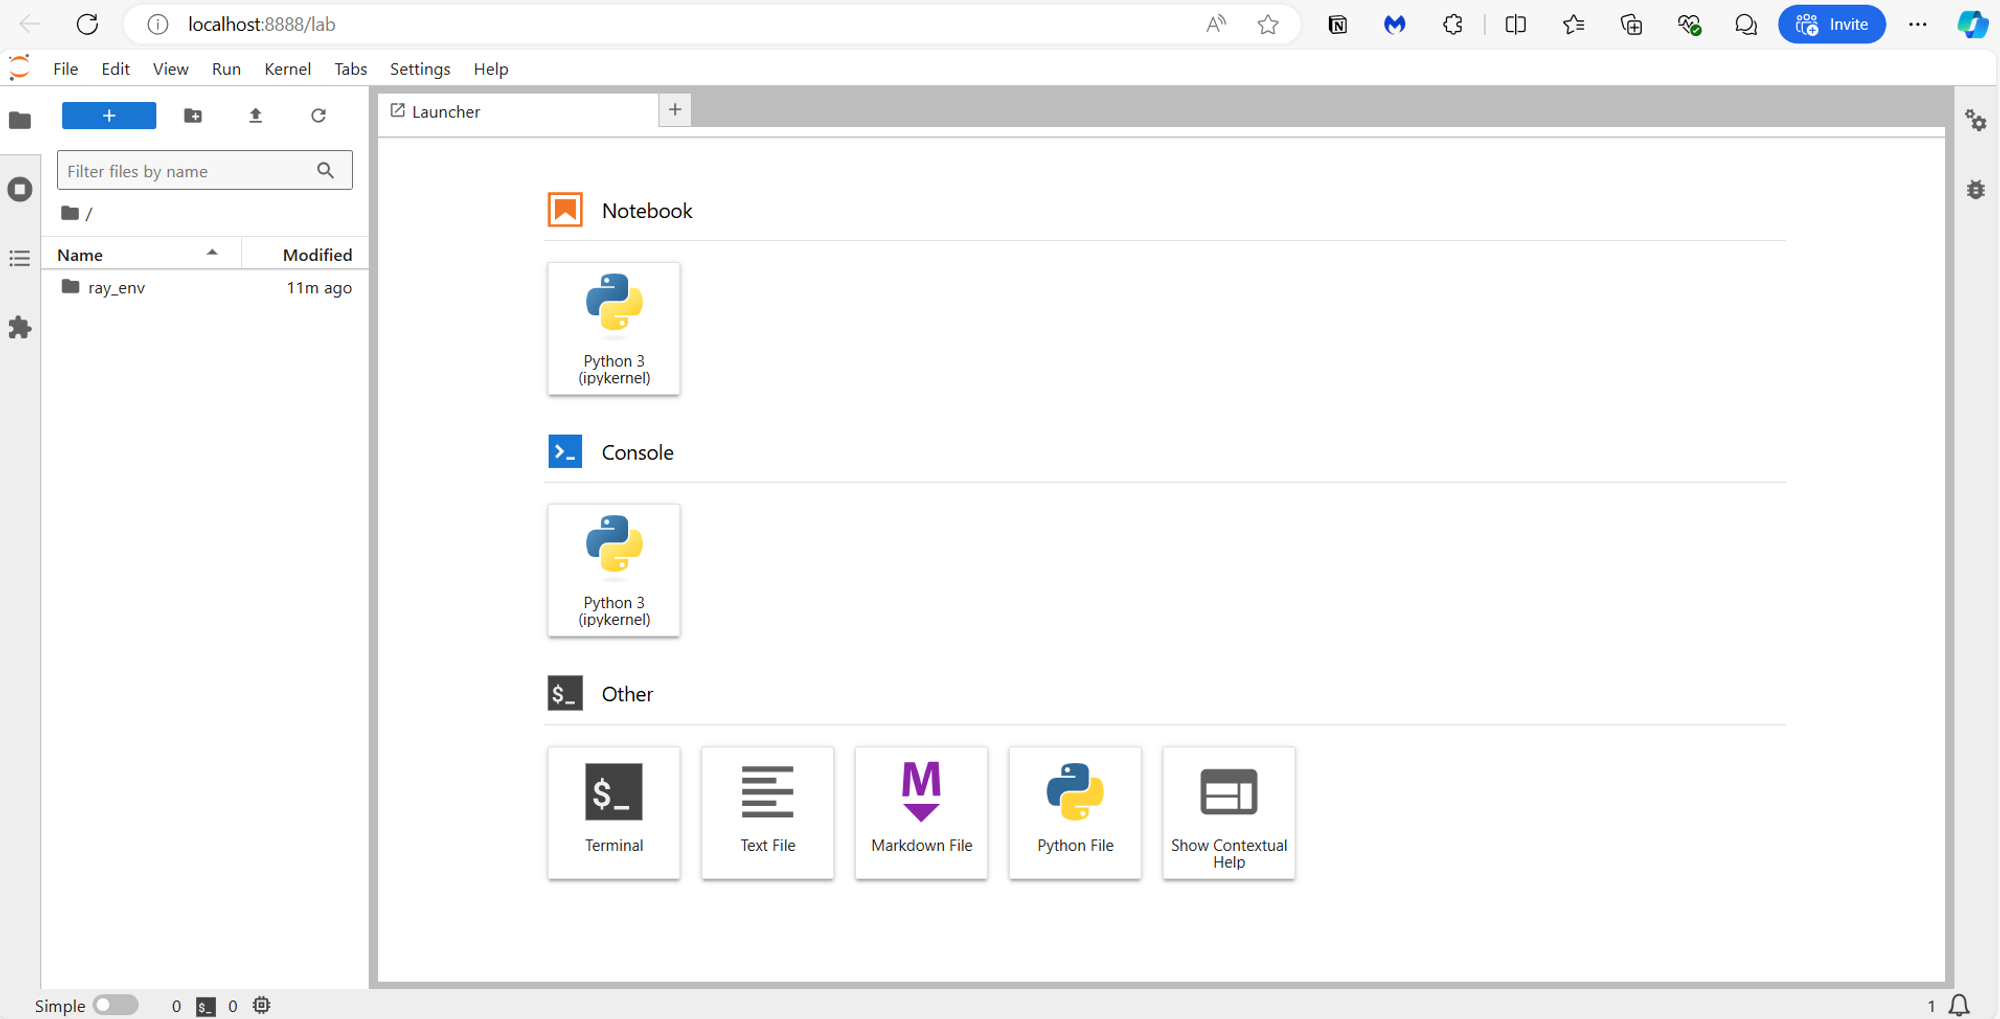 localhost:8888/lab
Invite
File Edit View Run Kernel Tabs Settings Help
+
Launcher
+
Filter files by name
/
Name Modified
ray_env 11m ago
Notebook
Python 3
(ipykernel)
Console
Python 3
(ipykernel)
$_ Other
$_
Terminal
Text File
M
Markdown File
Python File
Show Contextual
Help
Simple 0 $_ 0 1